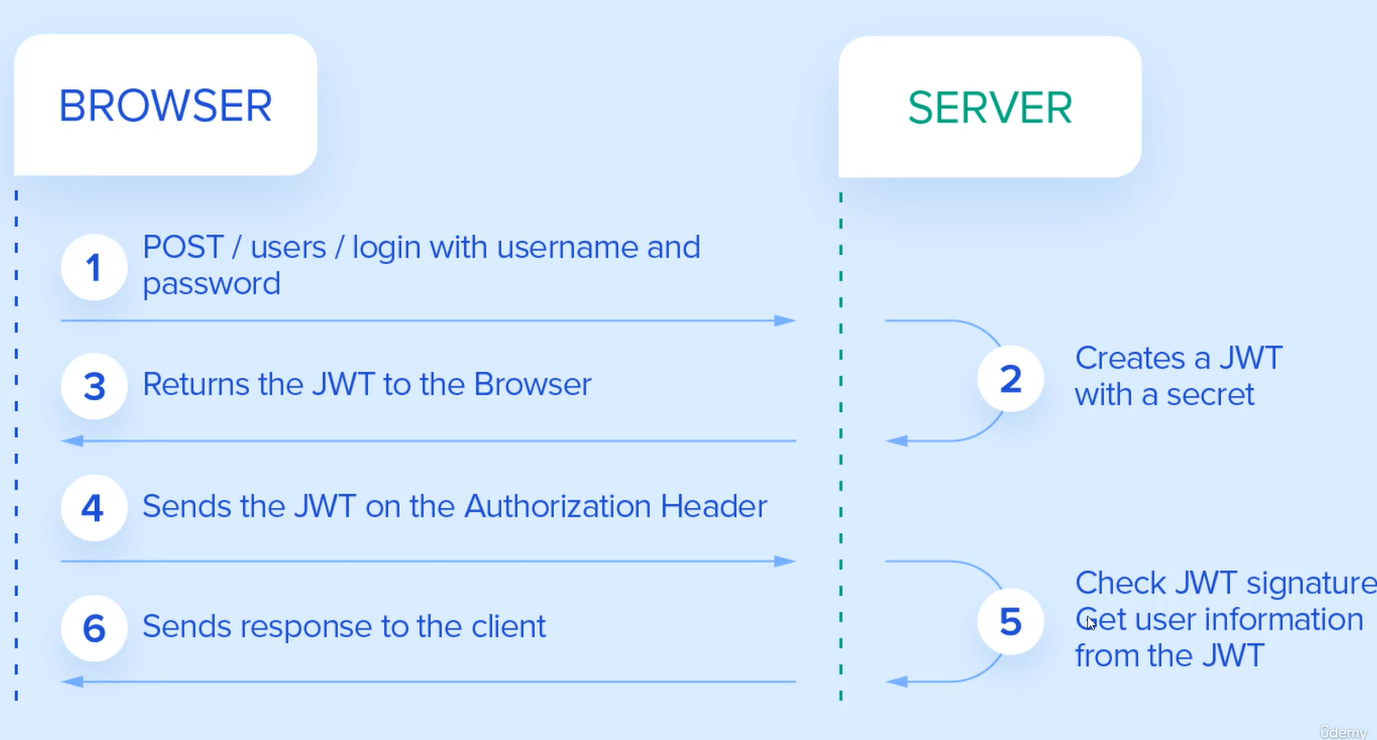 BROWSER
SERVER
1
POST / users / login with username and
password
2
Creates a JWT
with a secret
3
Returns the JWT to the Browser
4
Sends the JWT on the Authorization Header
5
Check JWT signature
Get user information
from the JWT
6
Sends response to the client
ûdemy